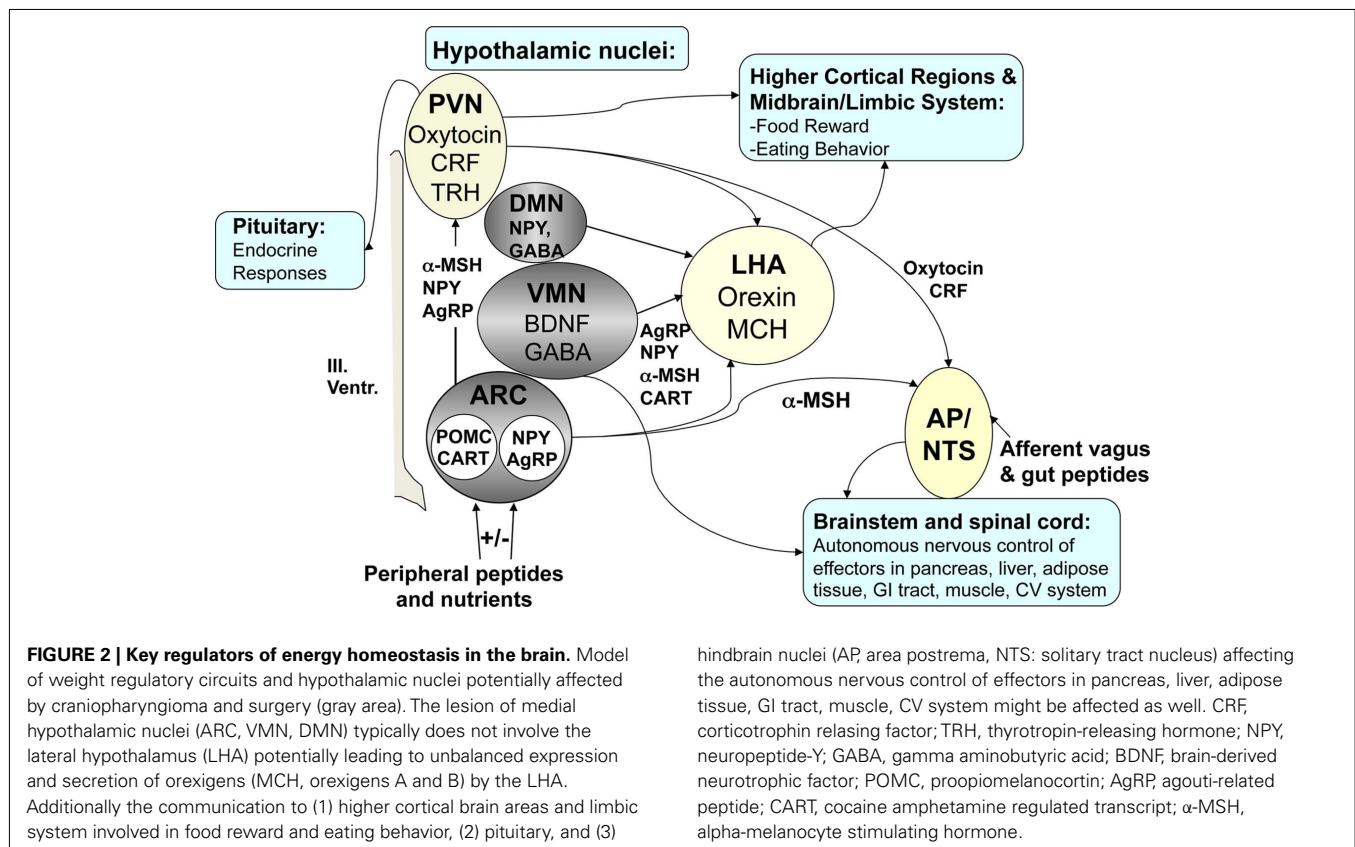 Hypothalamic nuclei:
PVN
Oxytocin
CRF
TRH
Higher Cortical Regions &
Midbrain/Limbic System:
-Food Reward
-Eating Behavior
Pituitary:
Endocrine
Responses
DMN
NPY,
GABA
α-MSH
NPY
AgRP
VMN
BDNF
GABA
LHA
Orexin
MCH
Oxytocin
CRF
AgRP
NPY
α-MSH
CART
III.
Ventr.
ARC
POMC
CART
NPY
AgRP
α-MSH
AP/
NTS
Afferent vagus
& gut peptides
+/-
Peripheral peptides
and nutrients
Brainstem and spinal cord:
Autonomous nervous control of
effectors in pancreas, liver, adipose
tissue, GI tract, muscle, CV system
FIGURE 2 | Key regulators of energy homeostasis in the brain. Model
of weight regulatory circuits and hypothalamic nuclei potentially affected
by craniopharyngioma and surgery (gray area). The lesion of medial
hypothalamic nuclei (ARC, VMN, DMN) typically does not involve the
lateral hypothalamus (LHA) potentially leading to unbalanced expression
and secretion of orexigens (MCH, orexigens A and B) by the LHA.
Additionally the communication to (1) higher cortical brain areas and limbic
system involved in food reward and eating behavior, (2) pituitary, and (3)
hindbrain nuclei (AP, area postrema, NTS: solitary tract nucleus) affecting
the autonomous nervous control of effectors in pancreas, liver, adipose
tissue, GI tract, muscle, CV system might be affected as well. CRF,
corticotrophin relasing factor; TRH, thyrotropin-releasing hormone; NPY,
neuropeptide-Y; GABA, gamma aminobutyric acid; BDNF, brain-derived
neurotrophic factor; POMC, proopiomelanocortin; AgRP, agouti-related
peptide; CART, cocaine amphetamine regulated transcript; α-MSH,
alpha-melanocyte stimulating hormone.